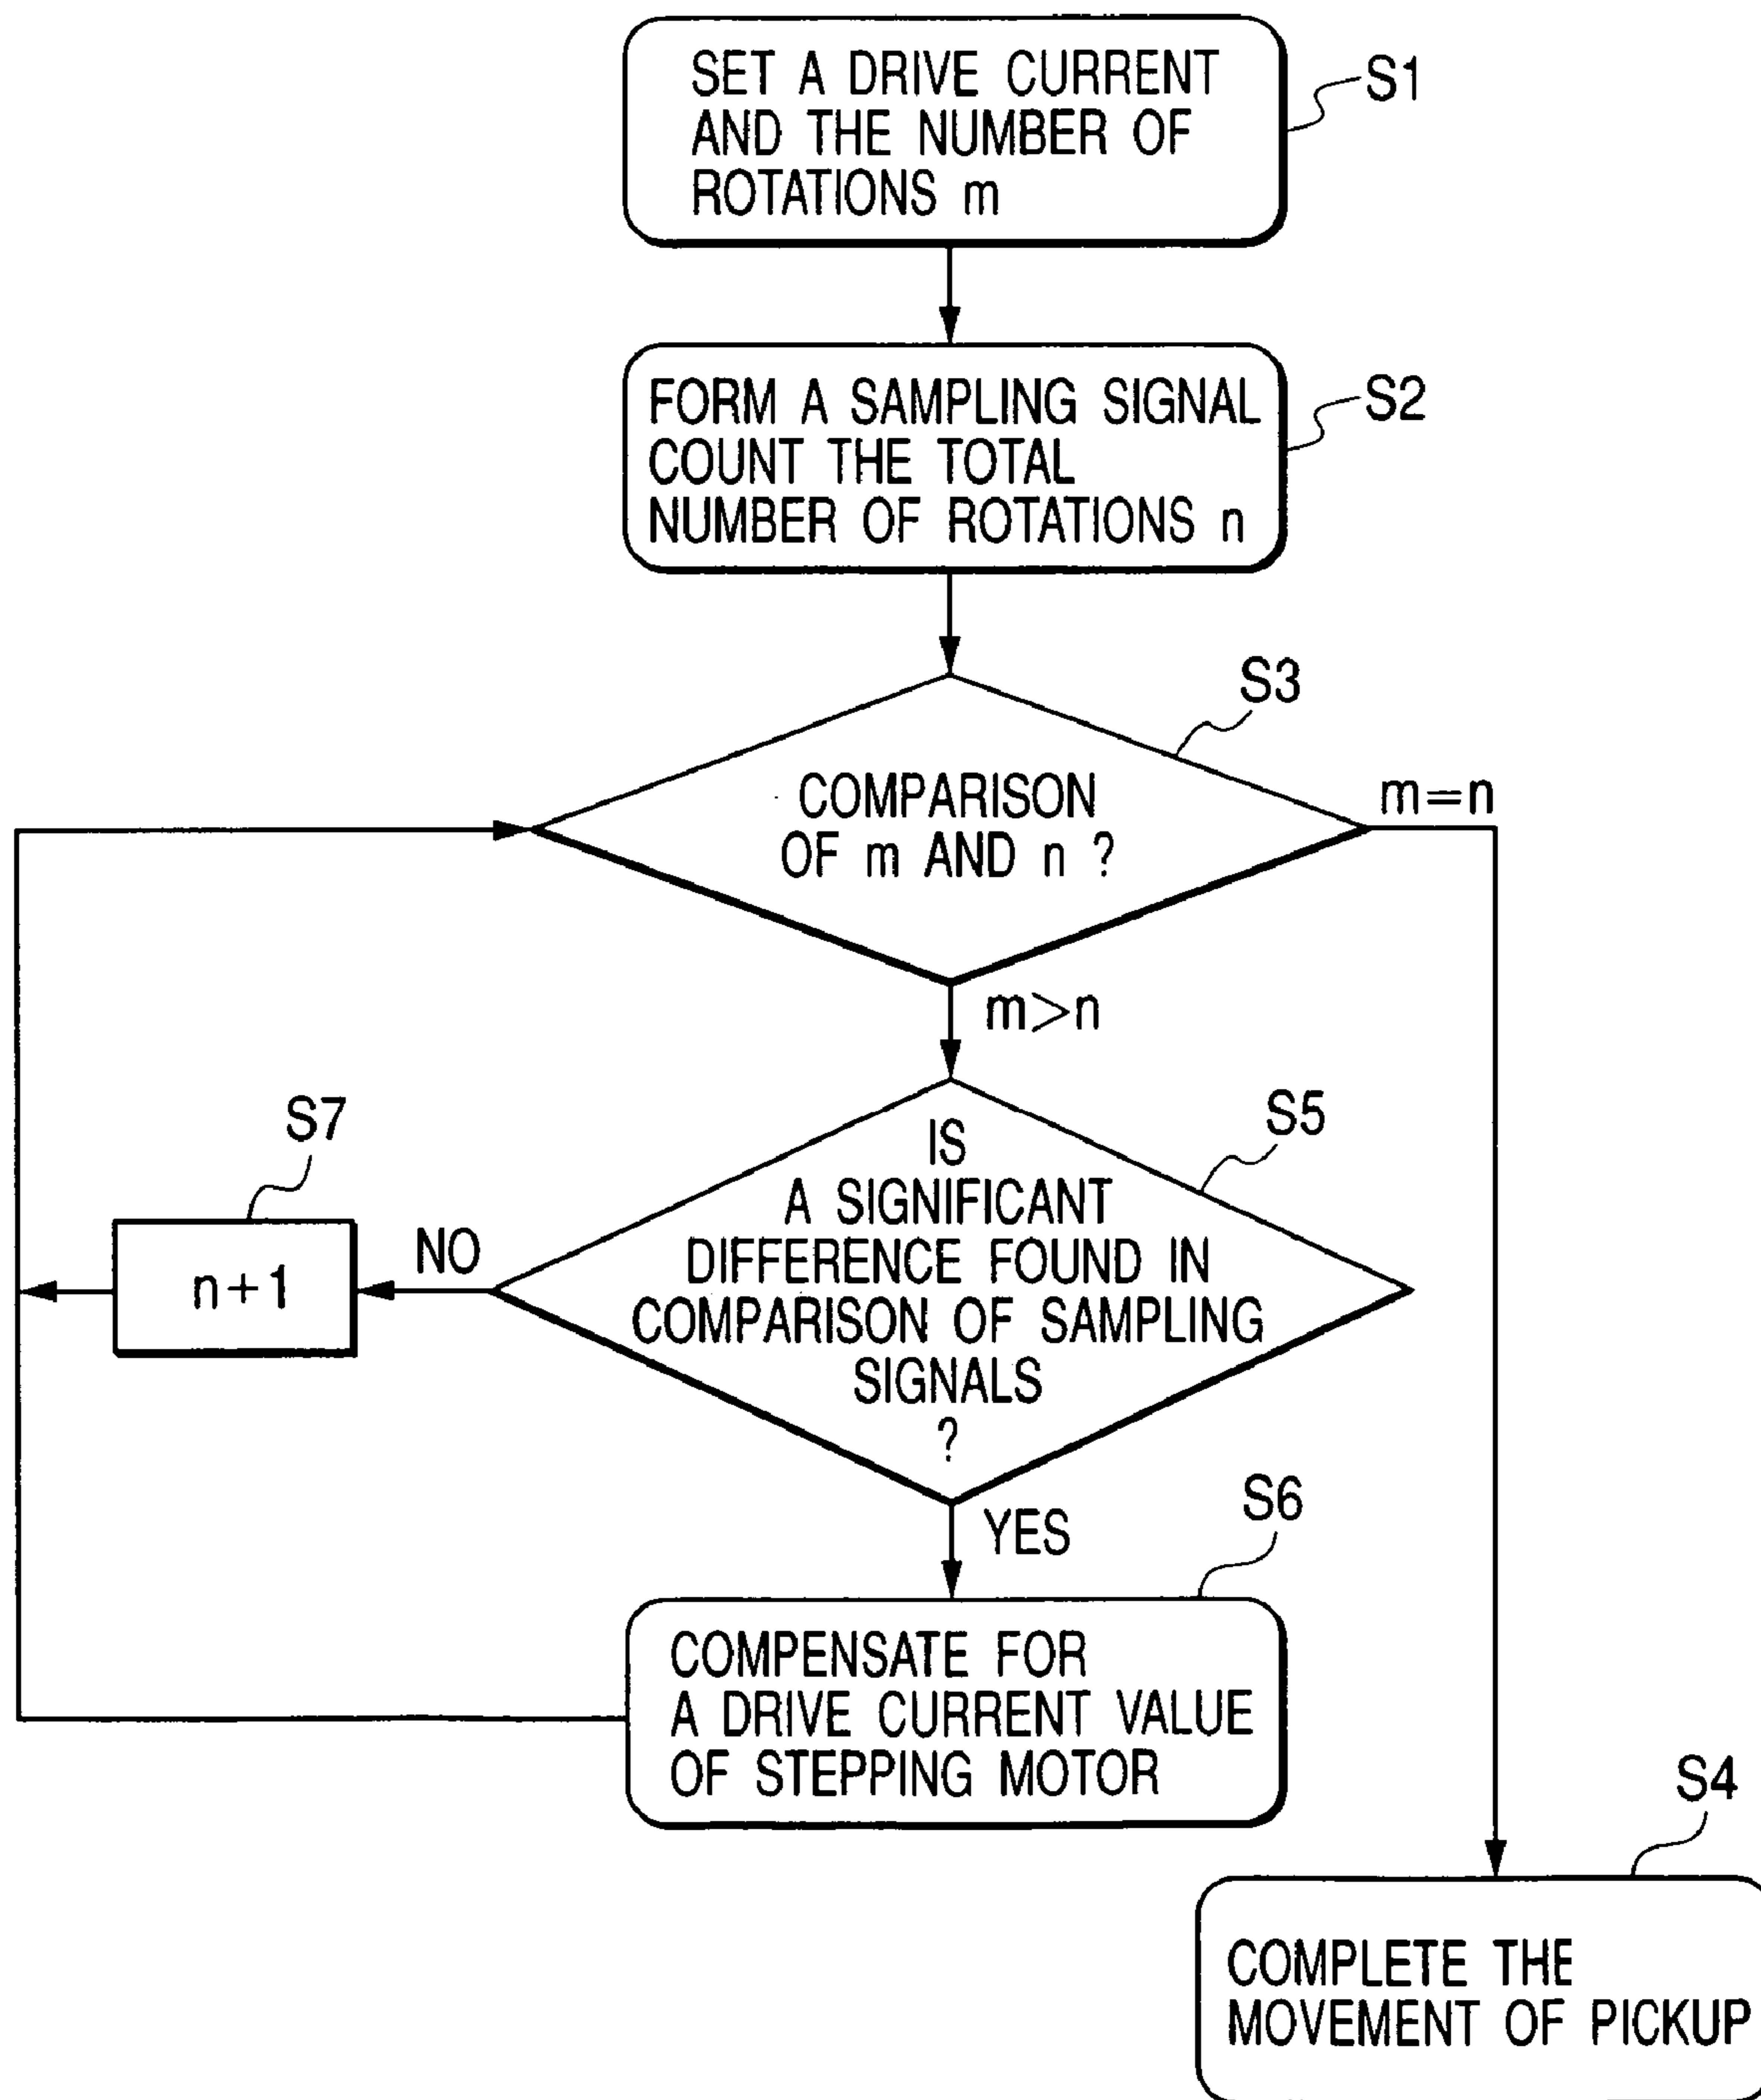 SET A DRIVE CURRENT
AND THE NUMBER OF
ROTATIONS m
S1
FORM A SAMPLING SIGNAL
COUNT THE TOTAL
NUMBER OF ROTATIONS n
S2
S3
COMPARISON
OF m AND n ?
m=n
m>n
S7
n+1
NO
S5
IS
A SIGNIFICANT
DIFFERENCE FOUND IN
COMPARISON OF SAMPLING
SIGNALS
?
YES
S6
COMPENSATE FOR
A DRIVE CURRENT VALUE
OF STEPPING MOTOR
S4
COMPLETE THE
MOVEMENT OF PICKUP